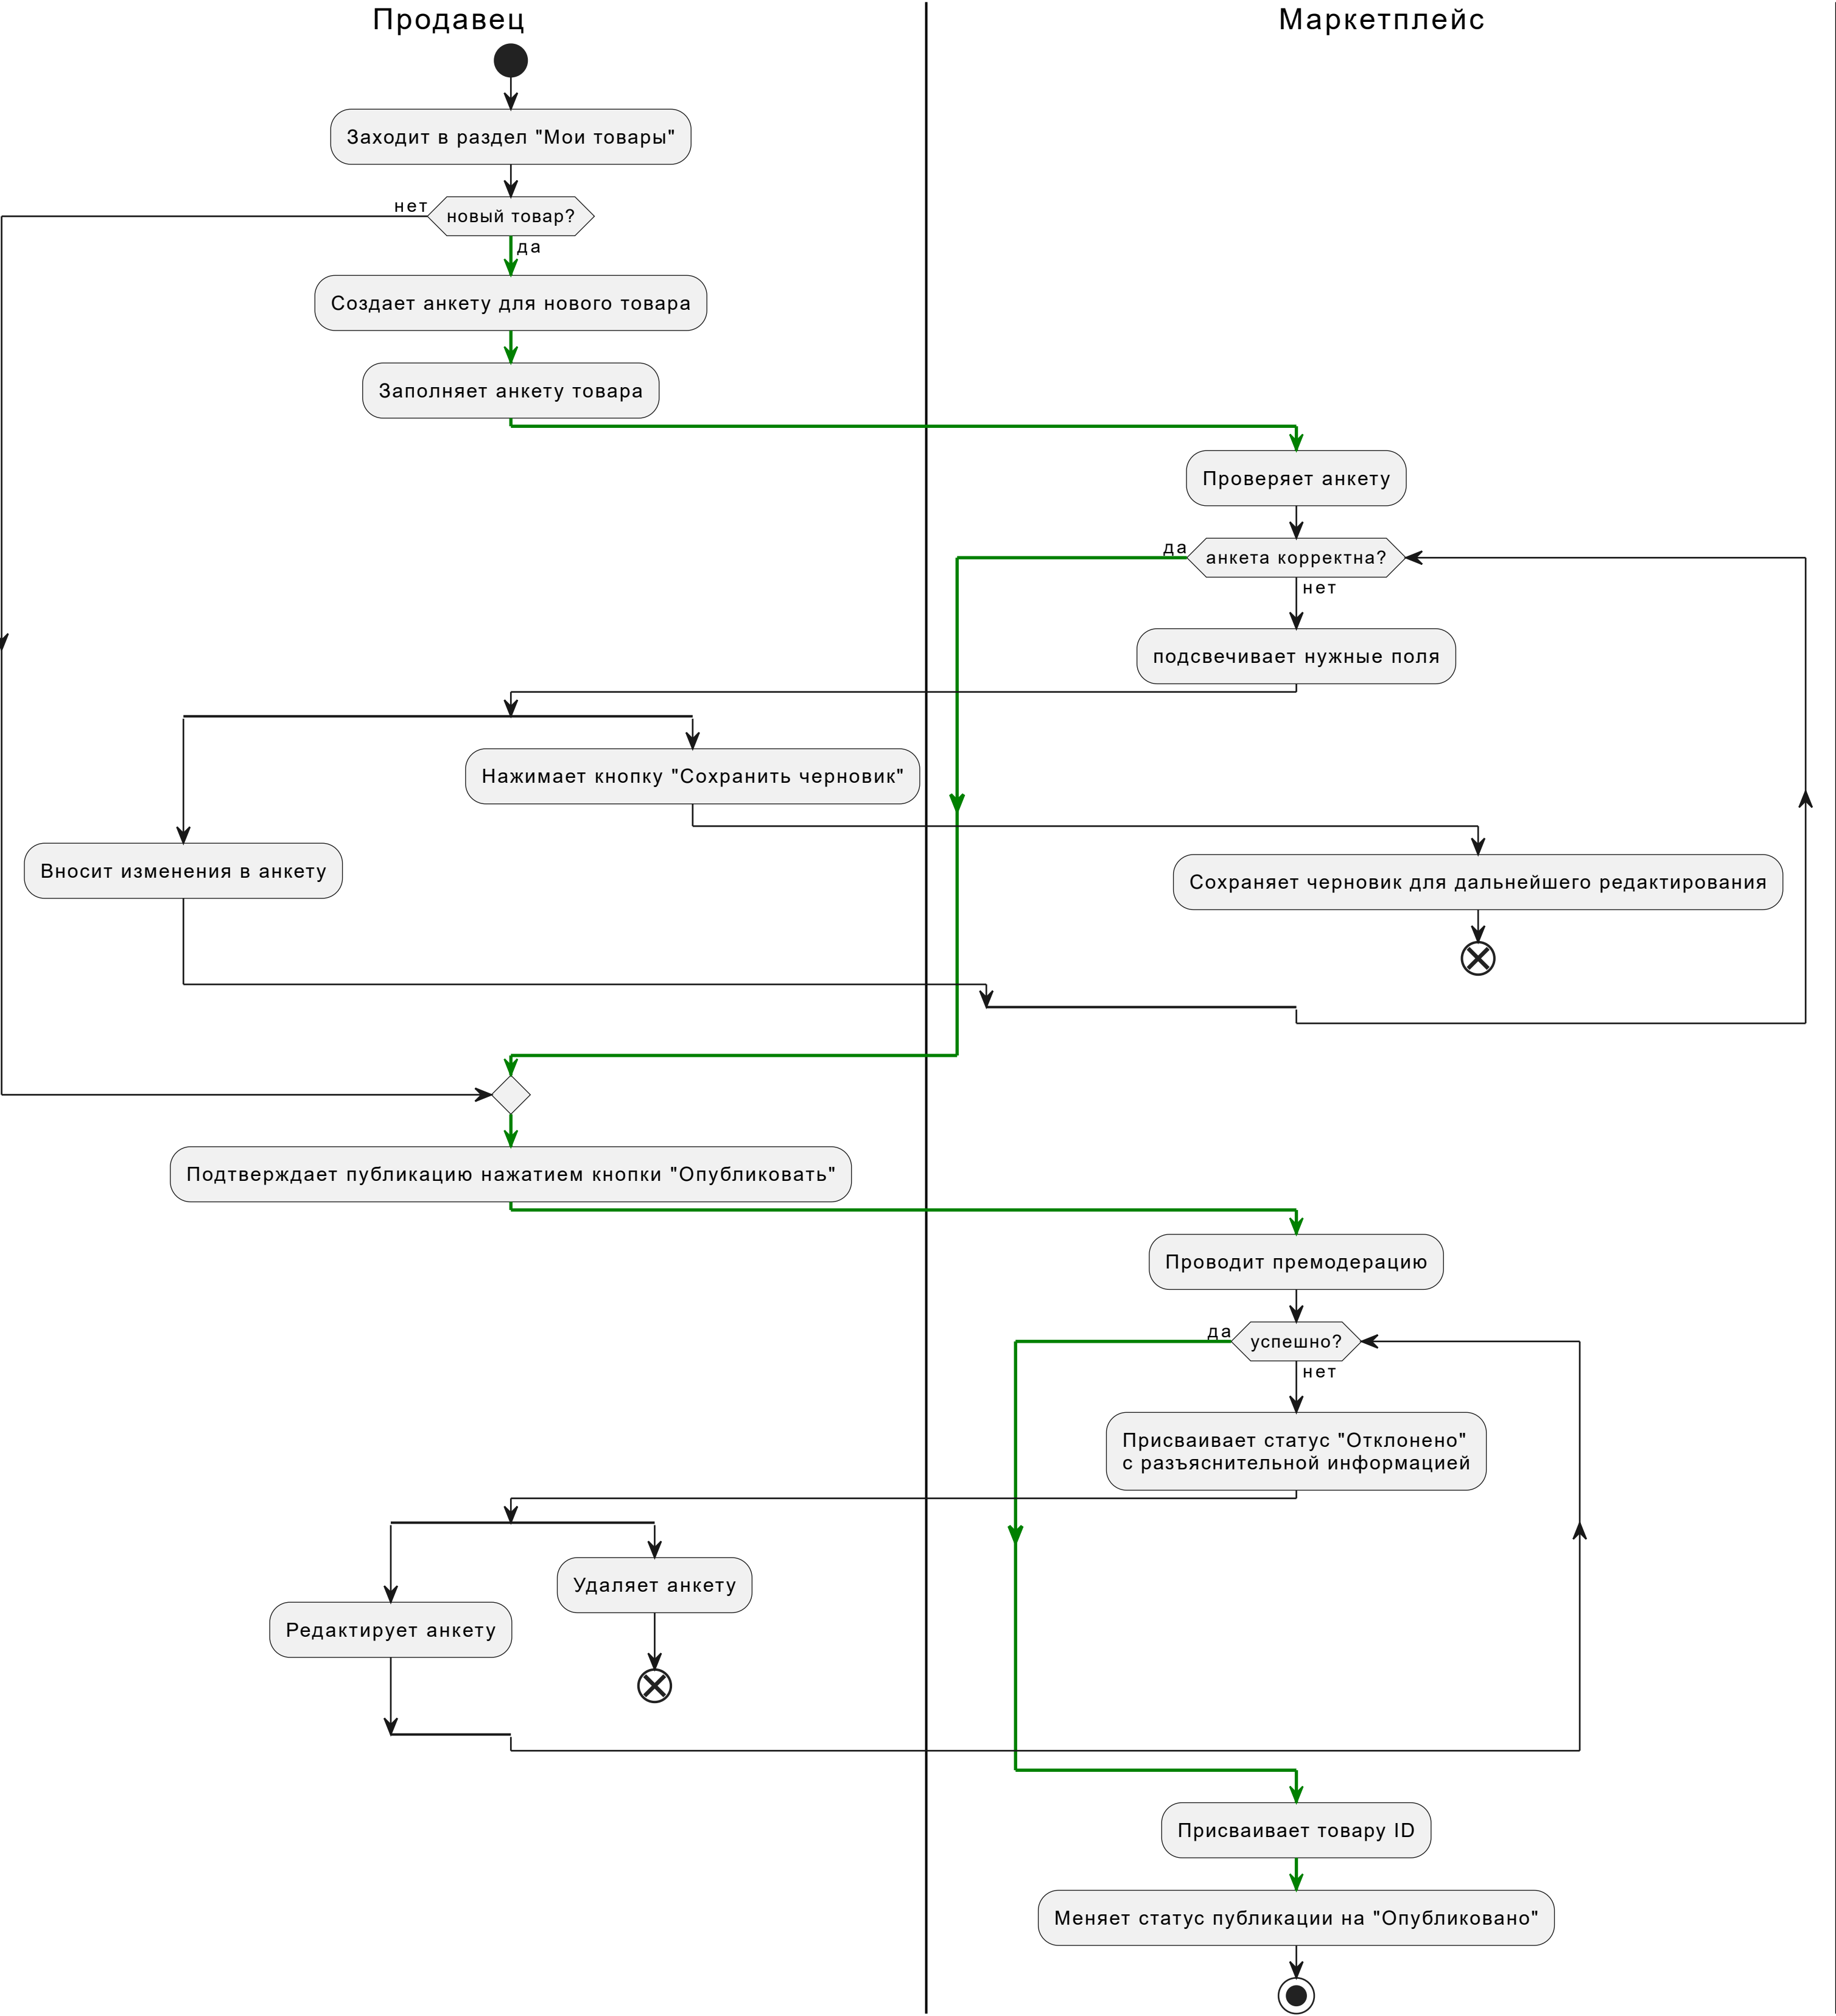 Продавец
Маркетплейс
Заходит в раздел "Мои товары"
нет
новый товар?
да
Создает анкету для нового товара
Заполняет анкету товара
Проверяет анкету
да
анкета корректна?
нет
подсвечивает нужные поля
Нажимает кнопку "Сохранить черновик"
Вносит изменения в анкету
Сохраняет черновик для дальнейшего редактирования
Подтверждает публикацию нажатием кнопки "Опубликовать"
Проводит премодерацию
да
успешно?
нет
Присваивает статус "Отклонено"
с разъяснительной информацией
Удаляет анкету
Редактирует анкету
Присваивает товару ID
Меняет статус публикации на "Опубликовано"